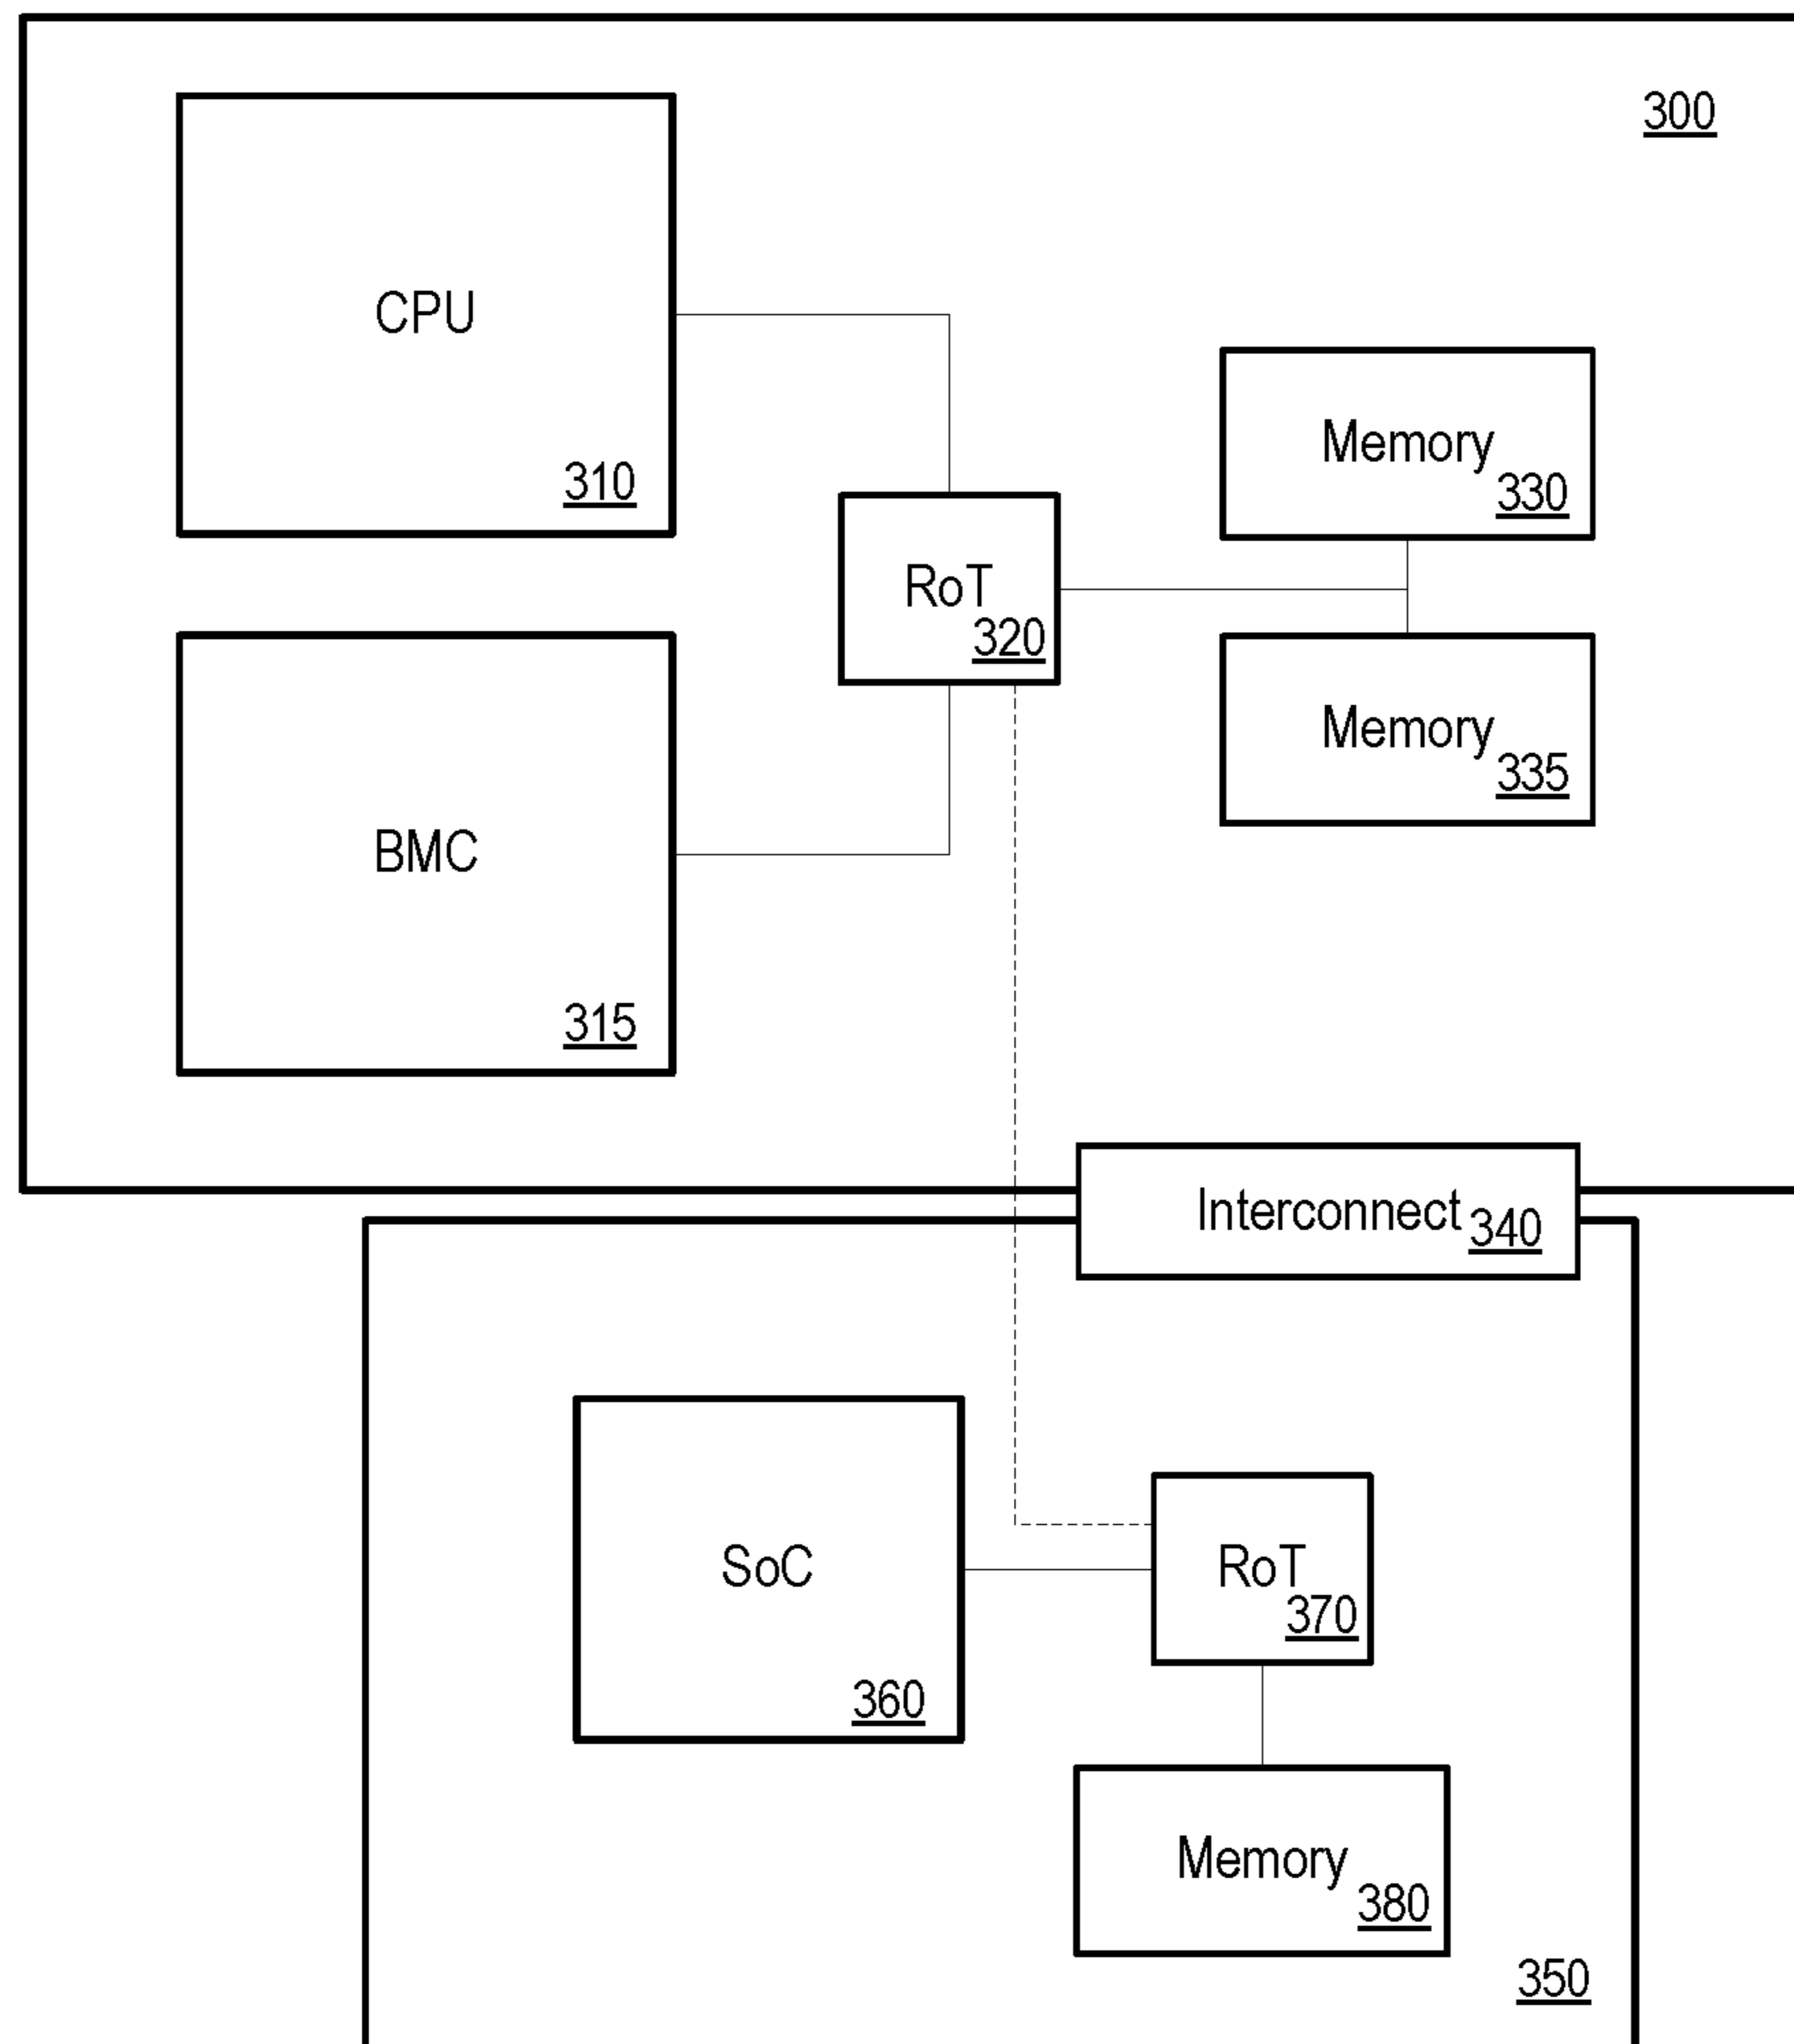 300
CPU
310
Memory
330
RoT
320
Memory
335
BMC
315
Interconnect
340
SoC
360
RoT
370
Memory
380
350